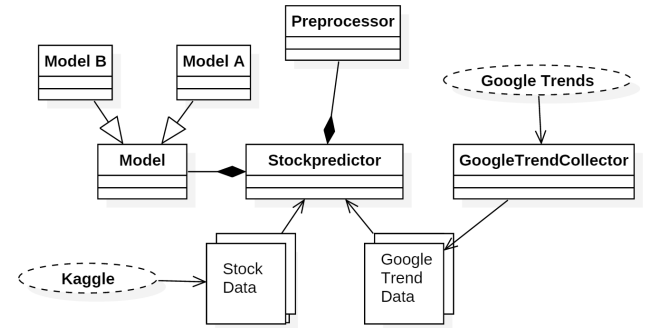 Preprocessor
Model B
Model A
Google Trends
Model
Stockpredictor
GoogleTrendCollector
Stock
Data
Google
Trend
Data
Kaggle